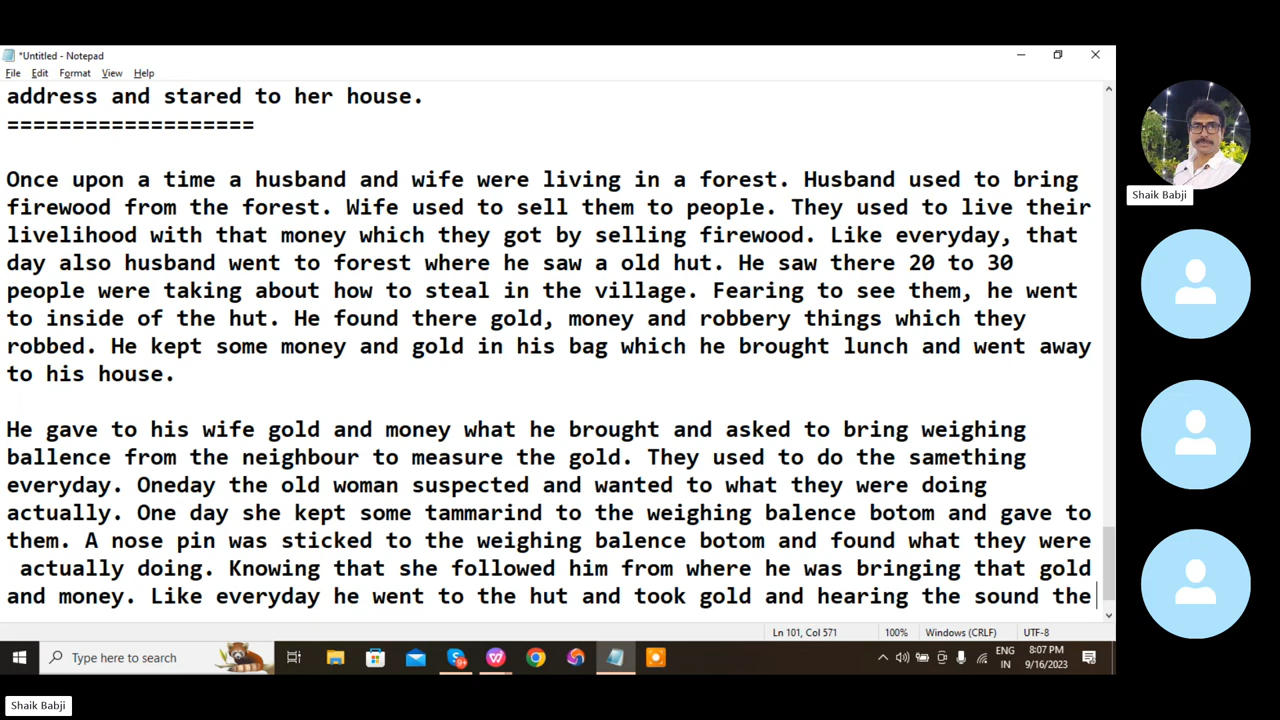 *Untitled - Notepad
File Edit Format View Help
address and stared to her house.
===================
Once upon a time a husband and wife were living in a forest. Husband used to bring
firewood from the forest. Wife used to sell them to people. They used to live their
livelihood with that money which they got by selling firewood. Like everyday, that
day also husband went to forest where he saw a old hut. He saw there 20 to 30
people were taking about how to steal in the village. Fearing to see them, he went
to inside of the hut. He found there gold, money and robbery things which they
robbed. He kept some money and gold in his bag which he brought lunch and went away
to his house.
He gave to his wife gold and money what he brought and asked to bring weighing
ballence from the neighbour to measure the gold. They used to do the samething
everyday. Oneday the old woman suspected and wanted to what they were doing
actually. One day she kept some tammarind to the weighing balence botom and gave to
them. A nose pin was sticked to the weighing balence botom and found what they were
actually doing. Knowing that she followed him from where he was bringing that gold
and money. Like everyday he went to the hut and took gold and hearing the sound the
Shaik Babji
Ln 101, Col 571 100% Windows (CRLF) UTF-8
Type here to search
ENG
IN
8:07 PM
9/16/2023
Shaik Babji